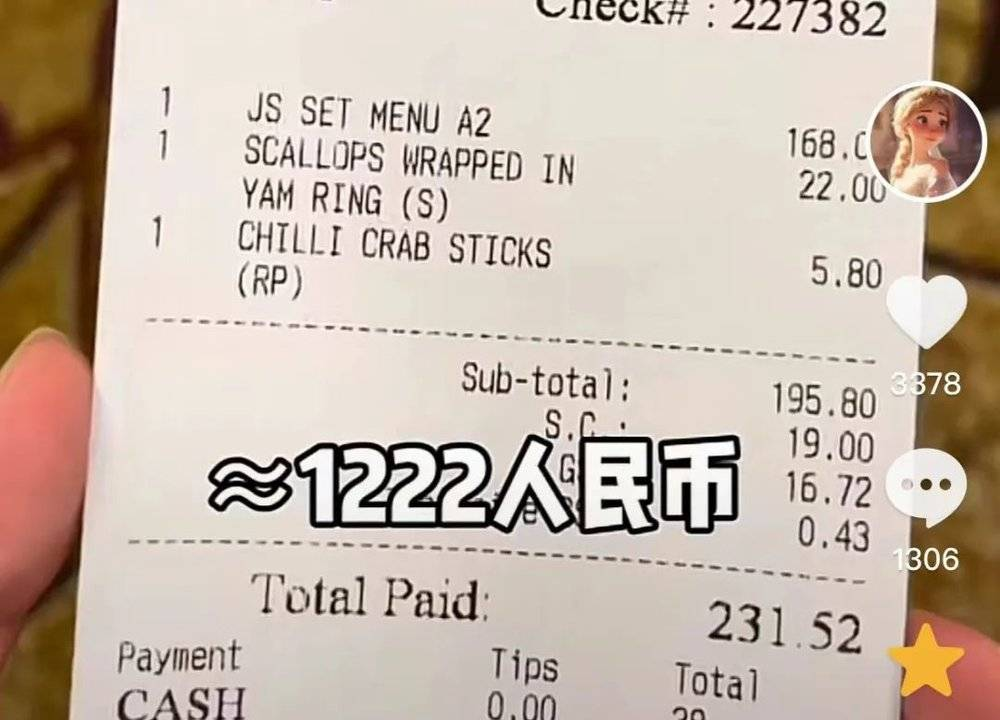 Check# : 227382
1 JS SET MENU A2 168.0
1 SCALLOPS WRAPPED IN 22.00
YAM RING (S)
1 CHILLI CRAB STICKS 5.80
(RP)
Sub-total: 195.80
S.C.: 19.00
G 16.72
0.43
≈1222人民币
Total Paid: 231.52
Payment Tips Total
CASH 0.00
3378
1306